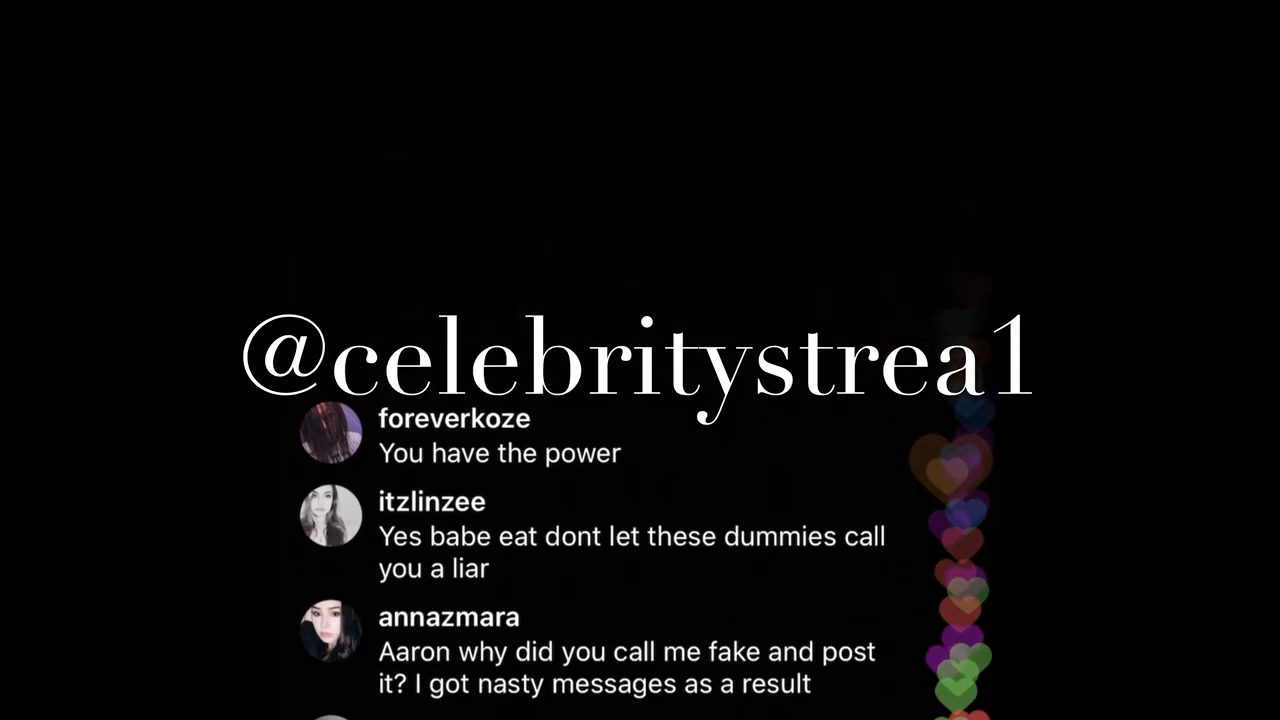 @celebritystrea1
foreverkoze
You have the power
itzlinzee
Yes babe eat dont let these dummies call
you a liar
annazmara
Aaron why did you call me fake and post
it? I got nasty messages as a result